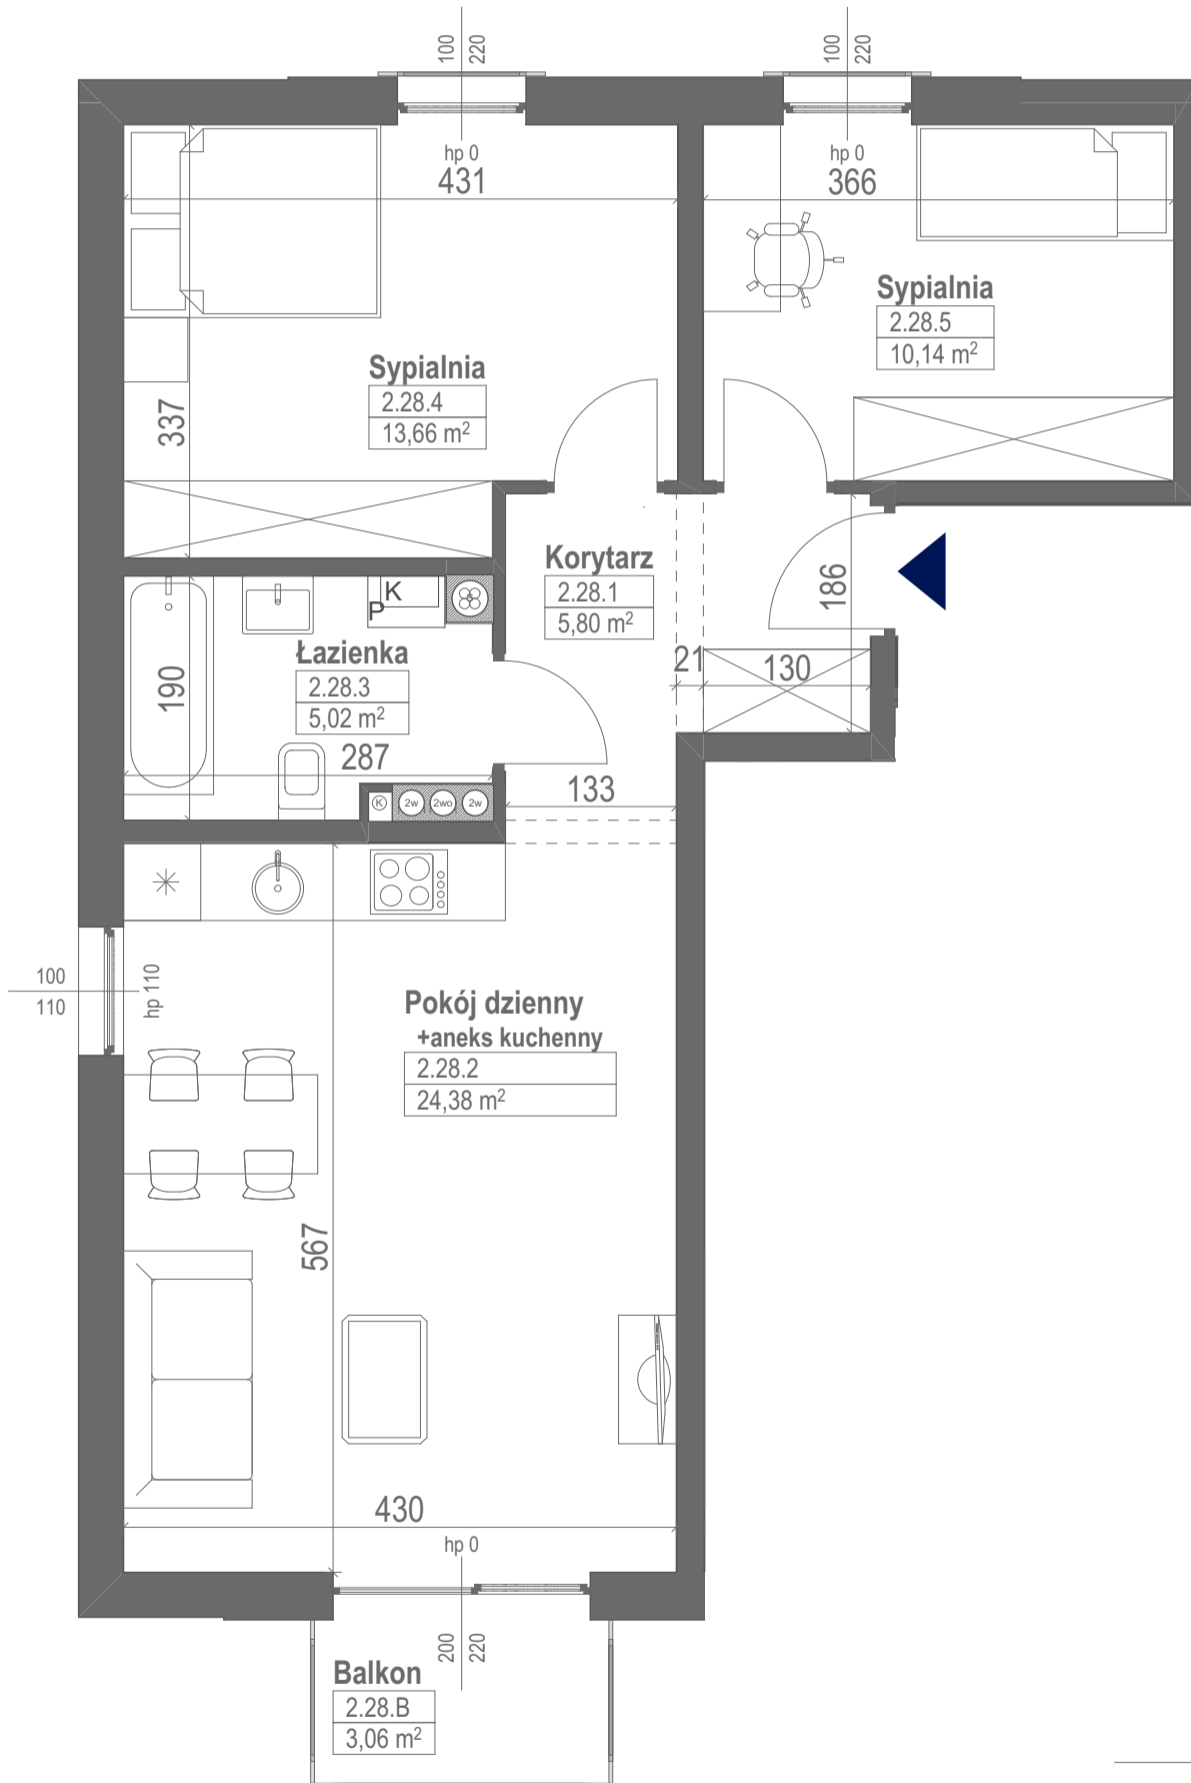 100
220
100
220
hp 0
431
hp 0
366
Sypialnia
2.28.5
10,14 m²
Sypialnia
2.28.4
13,66 m²
337
Korytarz
2.28.1
5,80 m²
186
K
P
Łazienka
2.28.3
5,02 m²
190
21
130
287
133
K
2w
2wo
2w
100
110
hp 110
Pokój dzienny
+aneks kuchenny
2.28.2
24,38 m²
567
430
hp 0
200
220
Balkon
2.28.B
3,06 m²